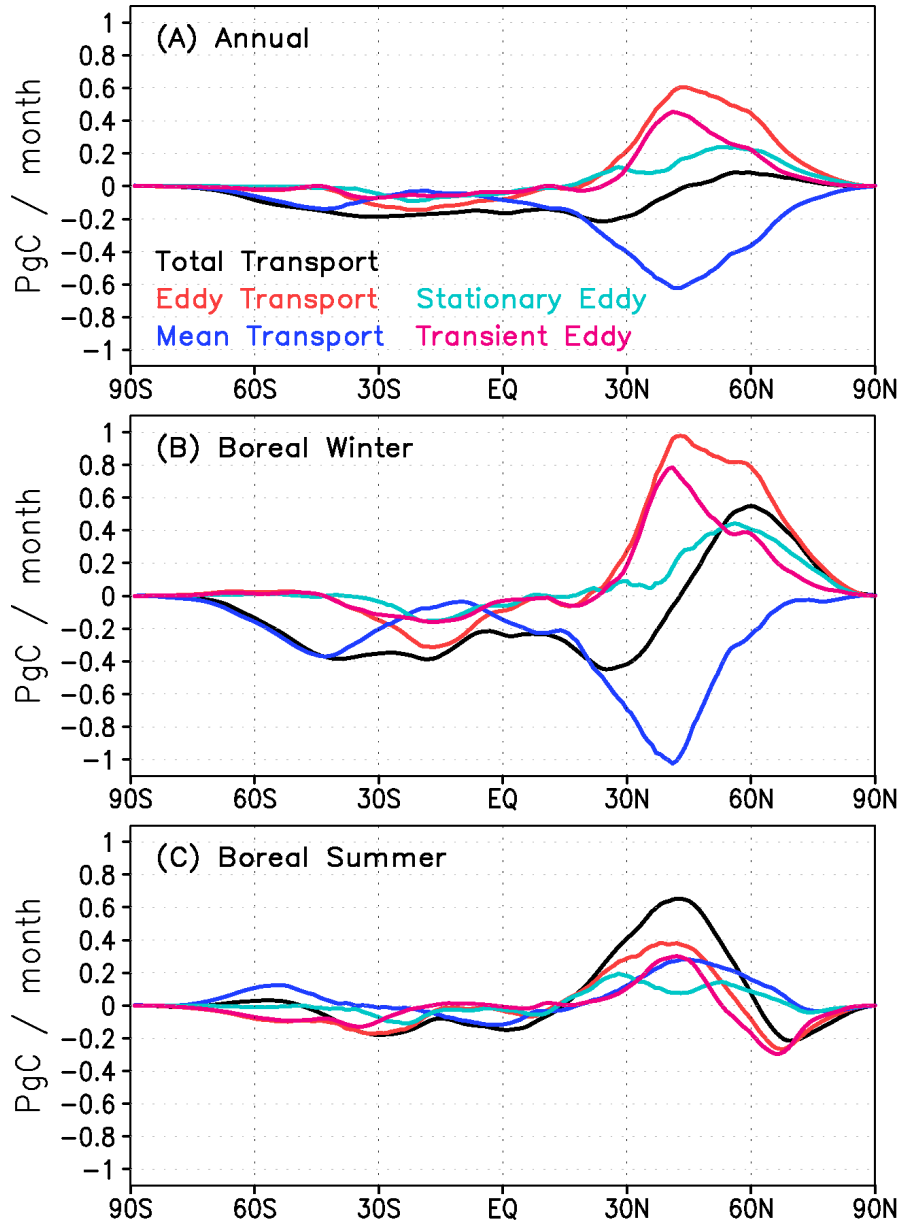 (A) Annual
1
0.8
0.6
0.4
0.2
0
-0.2
-0.4
-0.6
-0.8
-1
PgC / month
Total Transport
Eddy Transport Stationary Eddy
Mean Transport Transient Eddy
90S 60S 30S EQ 30N 60N 90N
(B) Boreal Winter
1
0.8
0.6
0.4
0.2
0
-0.2
-0.4
-0.6
-0.8
-1
PgC / month
90S 60S 30S EQ 30N 60N 90N
(C) Boreal Summer
1
0.8
0.6
0.4
0.2
0
-0.2
-0.4
-0.6
-0.8
-1
PgC / month
90S 60S 30S EQ 30N 60N 90N